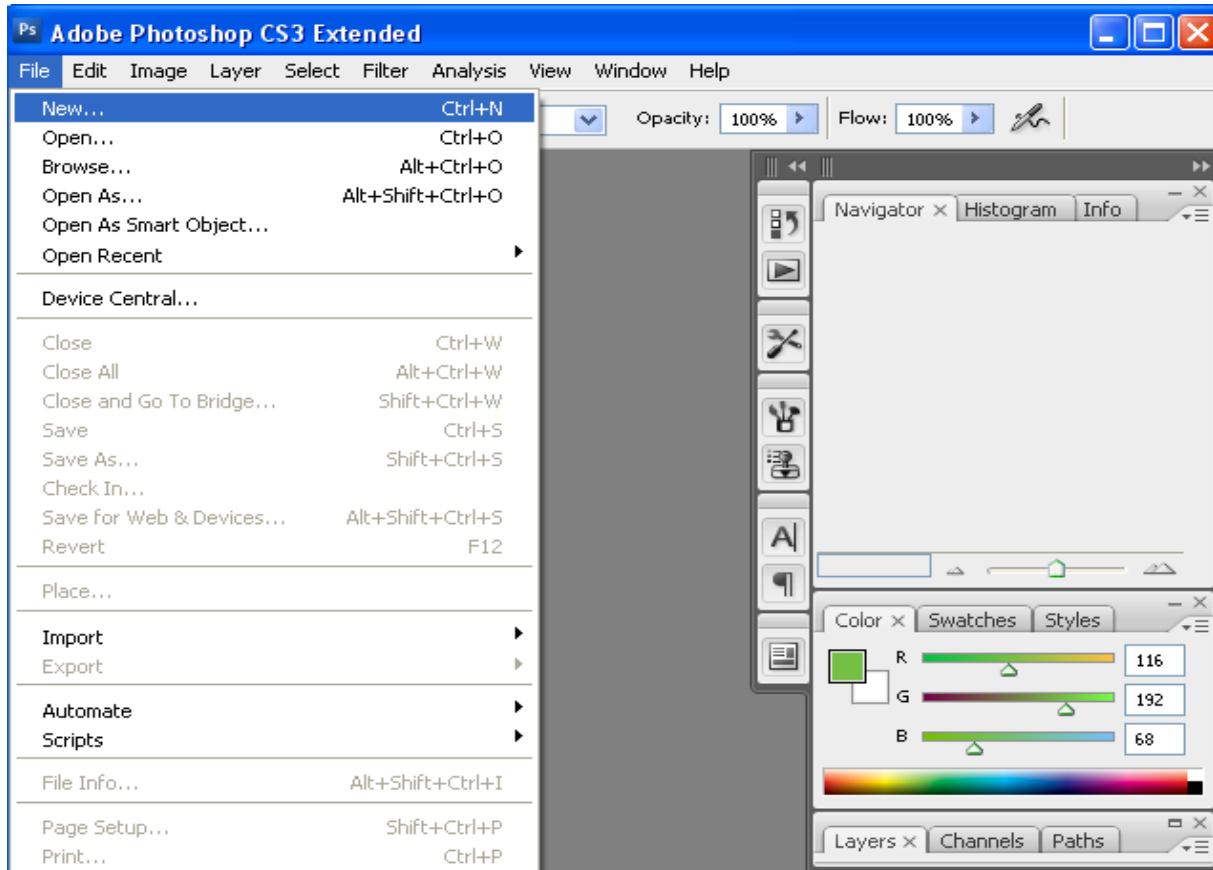 Ps Adobe Photoshop CS3 Extended
File Edit Image Layer Select Filter Analysis View Window Help
New... Ctrl+N
Open... Ctrl+O
Browse... Alt+Ctrl+O
Open As... Alt+Shift+Ctrl+O
Open As Smart Object...
Open Recent
Device Central...
Close Ctrl+W
Close All Alt+Ctrl+W
Close and Go To Bridge... Shift+Ctrl+W
Save Ctrl+S
Save As... Shift+Ctrl+S
Check In...
Save for Web & Devices... Alt+Shift+Ctrl+S
Revert F12
Place...
Import
Export
Automate
Scripts
File Info... Alt+Shift+Ctrl+I
Page Setup... Shift+Ctrl+P
Print... Ctrl+P
Opacity: 100% Flow: 100%
Navigator Histogram Info
Color Swatches Styles
R 116
G 192
B 68
Layers Channels Paths